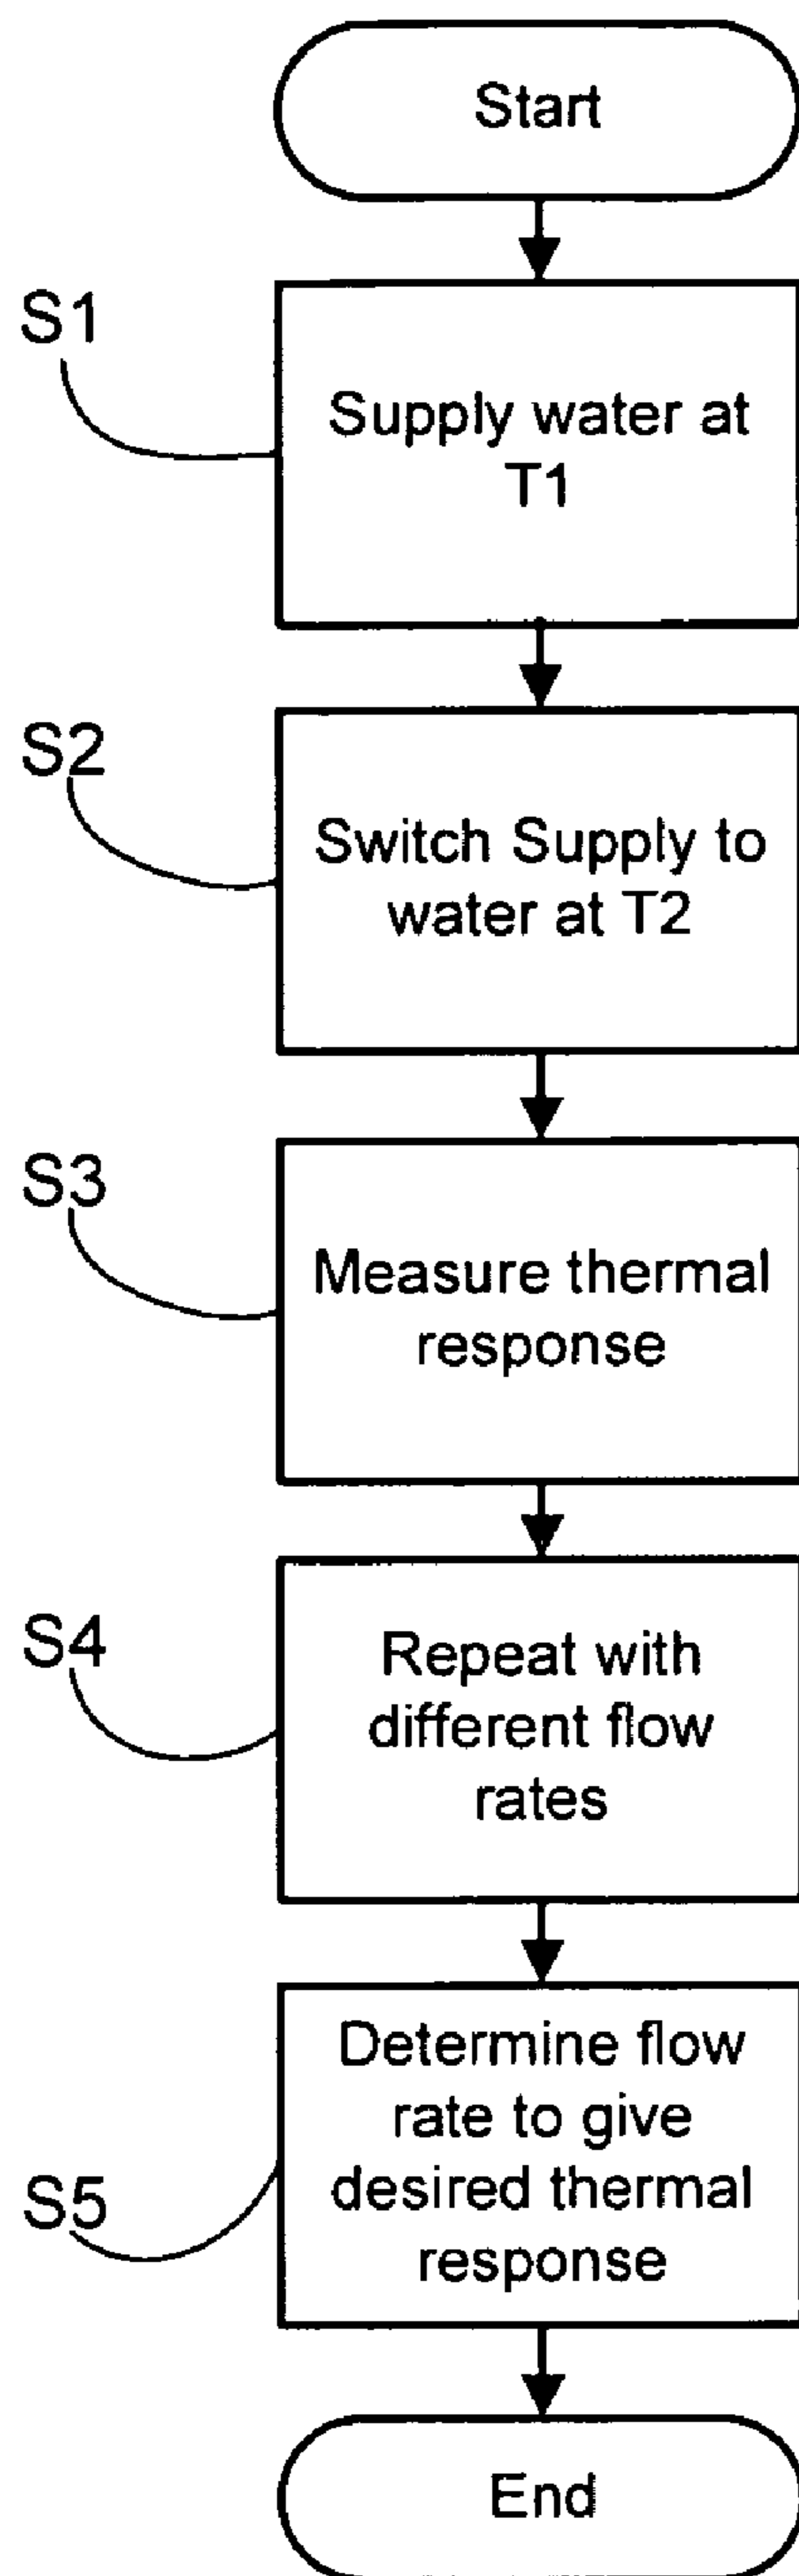 Start
S1
Supply water at
T1
S2
Switch Supply to
water at T2
S3
Measure thermal
response
S4
Repeat with
different flow
rates
Determine flow
rate to give
desired thermal
response
S5
End